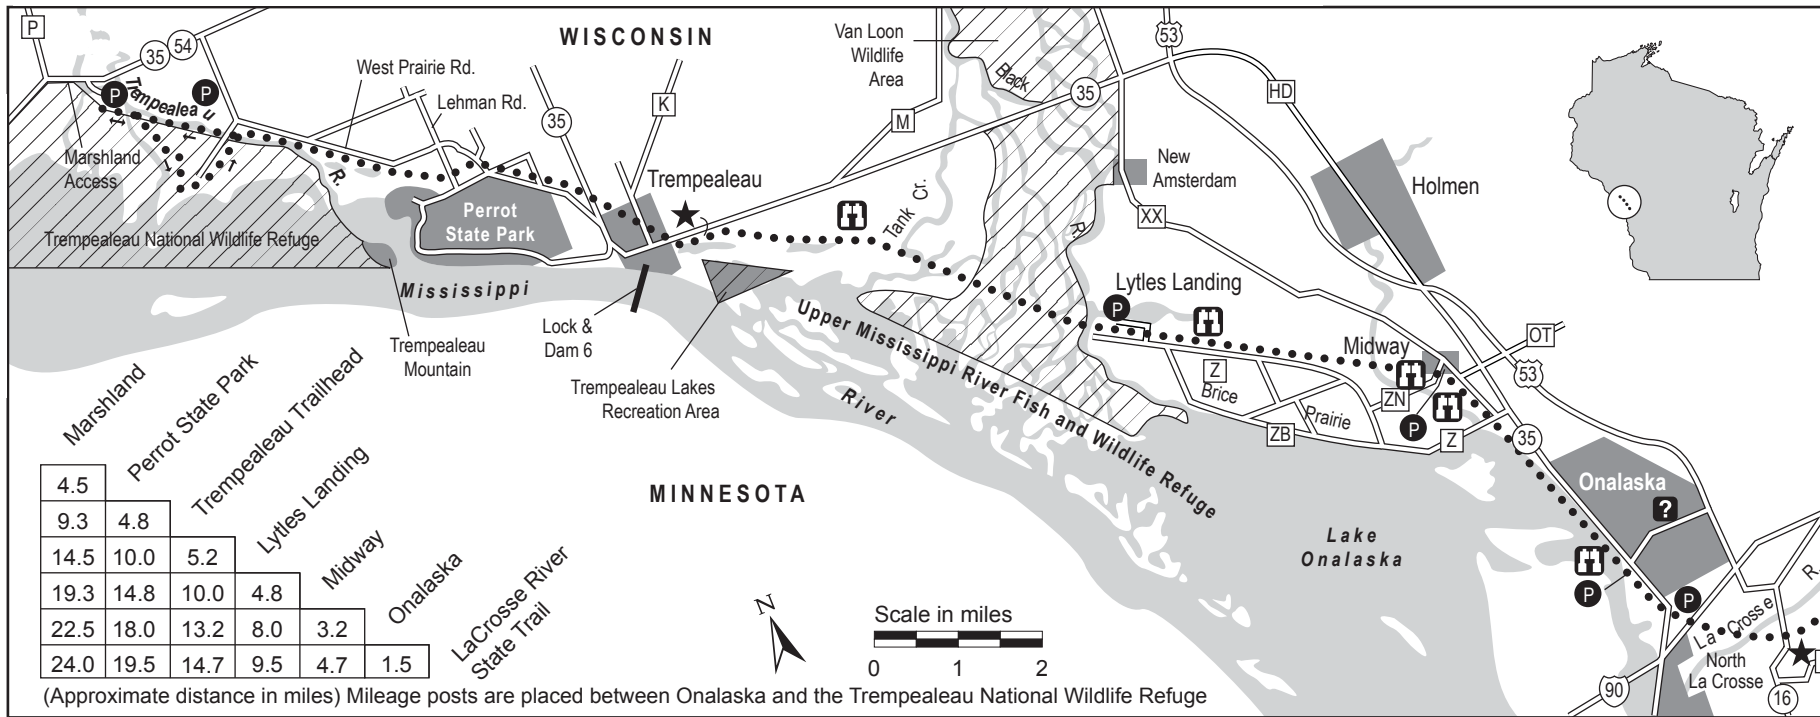 P
35
54
WISCONSIN
West Prairie Rd.
Lehman Rd.
35
K
Van Loon
Wildlife
Area
M
Black
35
53
HD
P
P
Trempealeau
R.
Marshland
Access
Trempealeau National Wildlife Refuge
Perrot
State Park
Trempealeau
Tank Cr.
New
Amsterdam
XX
Holmen
R.
Mississippi
Lock &
Dam 6
Trempealeau
Mountain
Trempealeau Lakes
Recreation Area
River
Upper Mississippi River Fish and Wildlife Refuge
Lytles Landing
P
Midway
Z
Brice
Prairie
ZN
ZB
P
Z
OT
53
35
Onalaska
?
MINNESOTA
Lake
Onalaska
P
P
La Crosse
R.
North
La Crosse
90
16
Marshland
Perrot State Park
Trempealeau Trailhead
Lytles Landing
Midway
Onalaska
LaCrosse River
State Trail
4.5
9.3 4.8
14.5 10.0 5.2
19.3 14.8 10.0 4.8
22.5 18.0 13.2 8.0 3.2
24.0 19.5 14.7 9.5 4.7 1.5
N
Scale in miles
0 1 2
(Approximate distance in miles) Mileage posts are placed between Onalaska and the Trempealeau National Wildlife Refuge